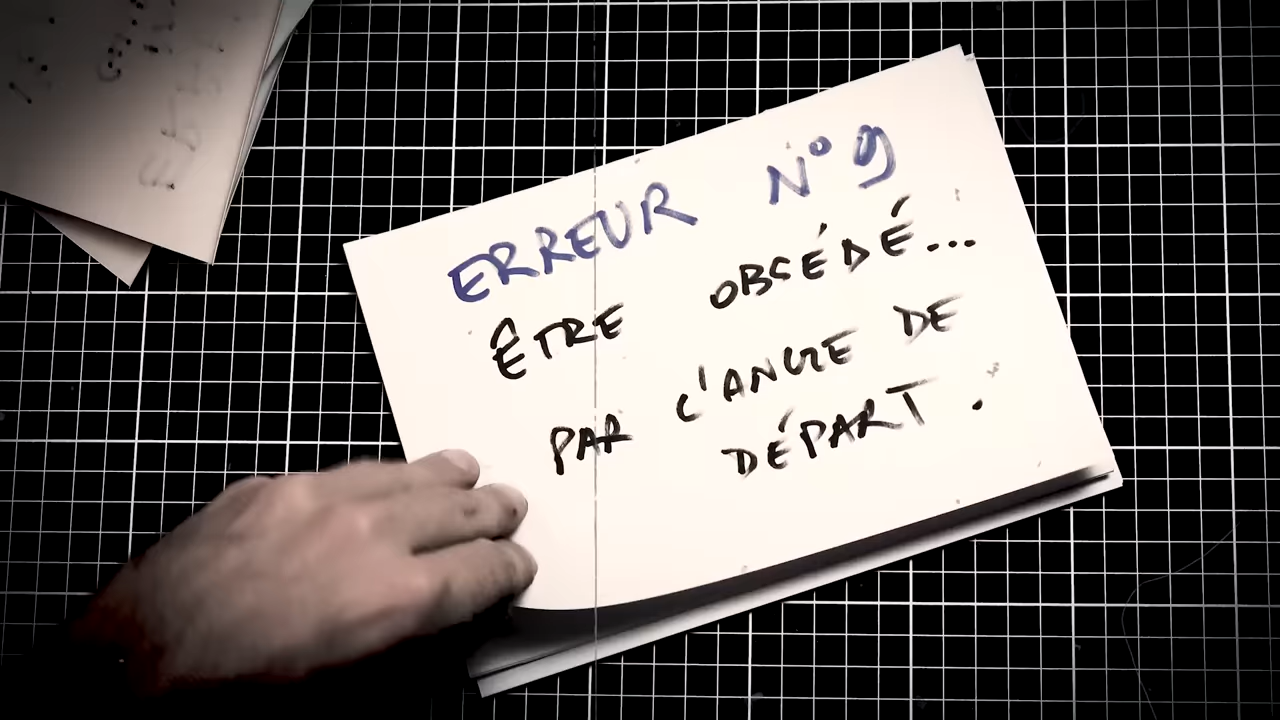 ERREUR N° 9
ÊTRE OBSÉDÉ...
PAR L'ANGLE DE
DÉPART.